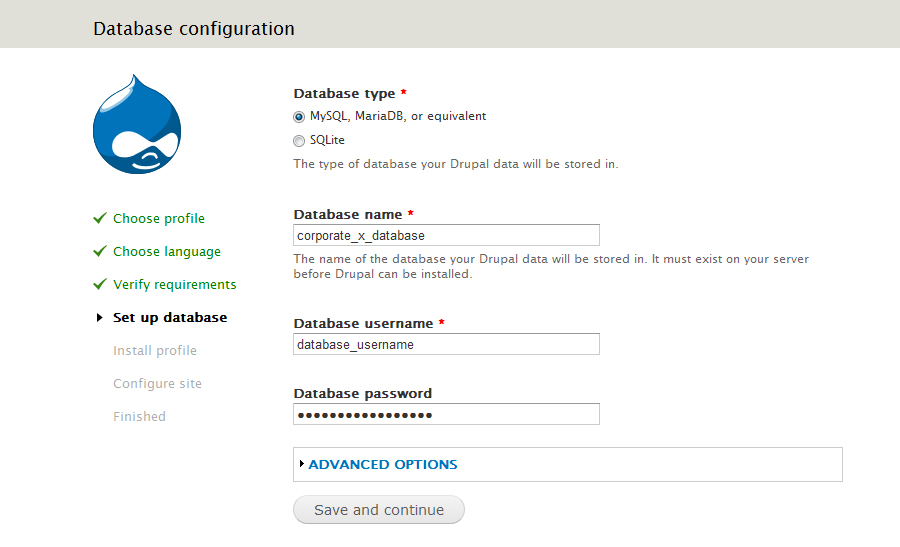 Database configuration
Choose profile
Choose language
Verify requirements
Set up database
Install profile
Configure site
Finished
Database type *
MySQL, MariaDB, or equivalent
SQLite
The type of database your Drupal data will be stored in.
Database name *
corporate_x_database
The name of the database your Drupal data will be stored in. It must exist on your server
before Drupal can be installed.
Database username *
database_username
Database password
•••••••••••••••••
ADVANCED OPTIONS
Save and continue